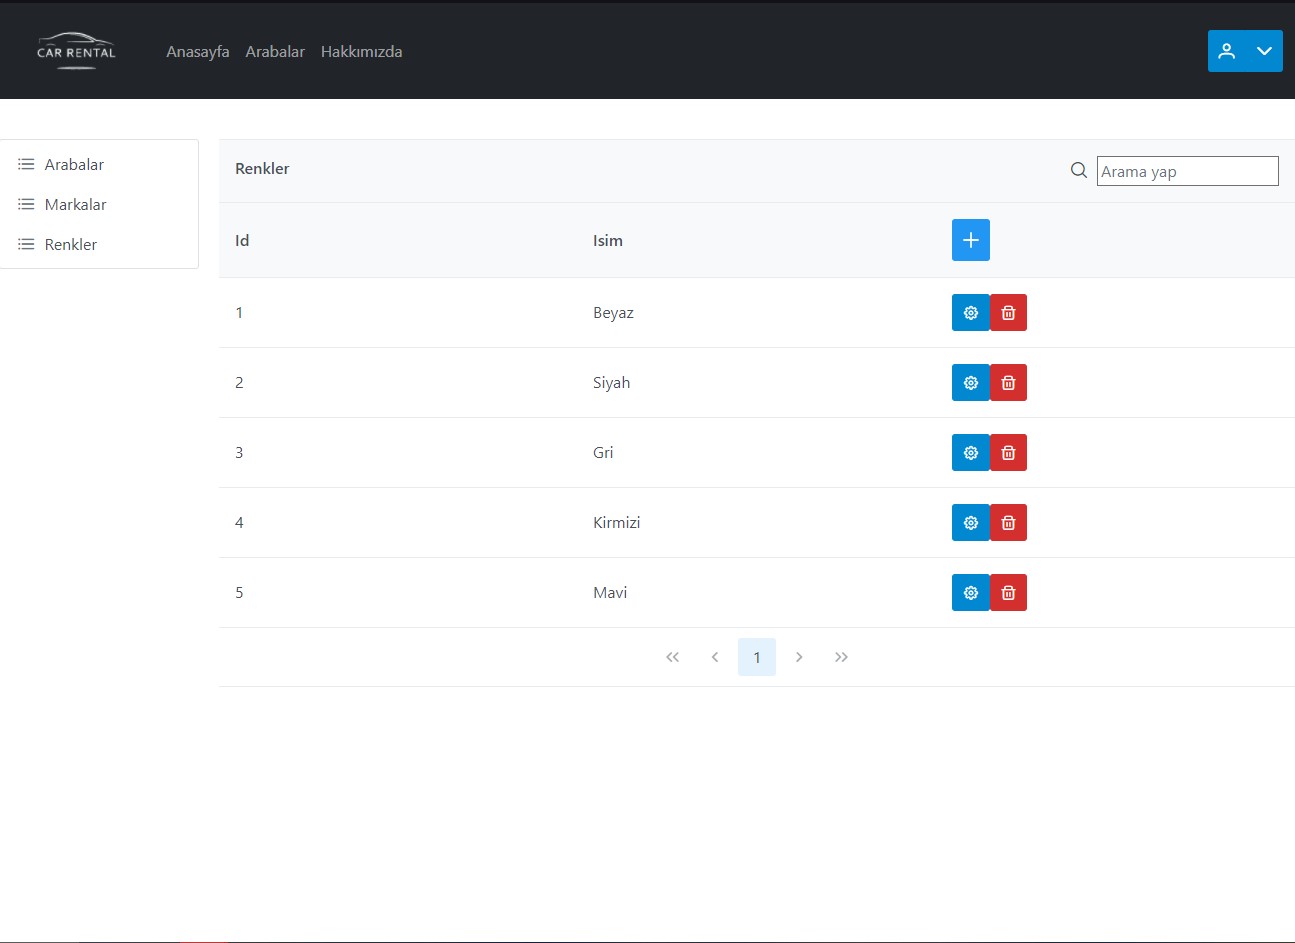 CAR RENTAL
Anasayfa Arabalar Hakkımızda
Arabalar
Markalar
Renkler
Renkler
Arama yap
Id Isim
1 Beyaz
2 Siyah
3 Gri
4 Kirmizi
5 Mavi
1